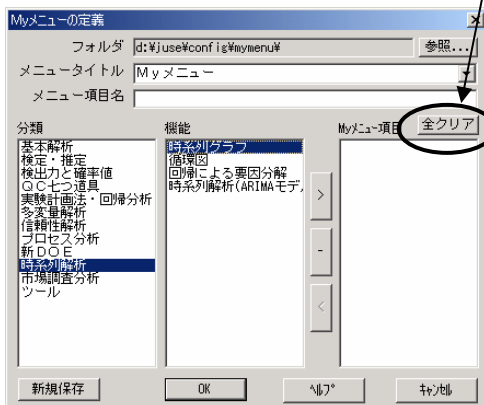 Myメニューの定義
フォルダ d:¥juse¥config¥mymenu¥ 参照...
メニュータイトル Myメニュー
メニュー項目名
分類 機能 Myメニュー項目 全クリア
基本解析
検定・推定
検出力と確率値
QC七つ道具
実験計画法・回帰分析
多変量解析
信頼性解析
プロセス分析
新DOE
時系列解析
市場調査分析
ツール
時系列グラフ
循環図
回帰による要因分解
時系列解析(ARIMAモデ
>
-
<
新規保存 OK ヘルプ キャンセル